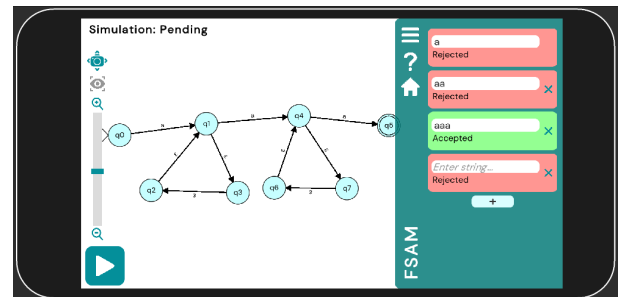 Simulation: Pending
a
Rejected
aa
Rejected
aaa
Accepted
Enter string...
Rejected
+
?
FSAM
q0
q1
q4
q5
q2
q3
q6
q7